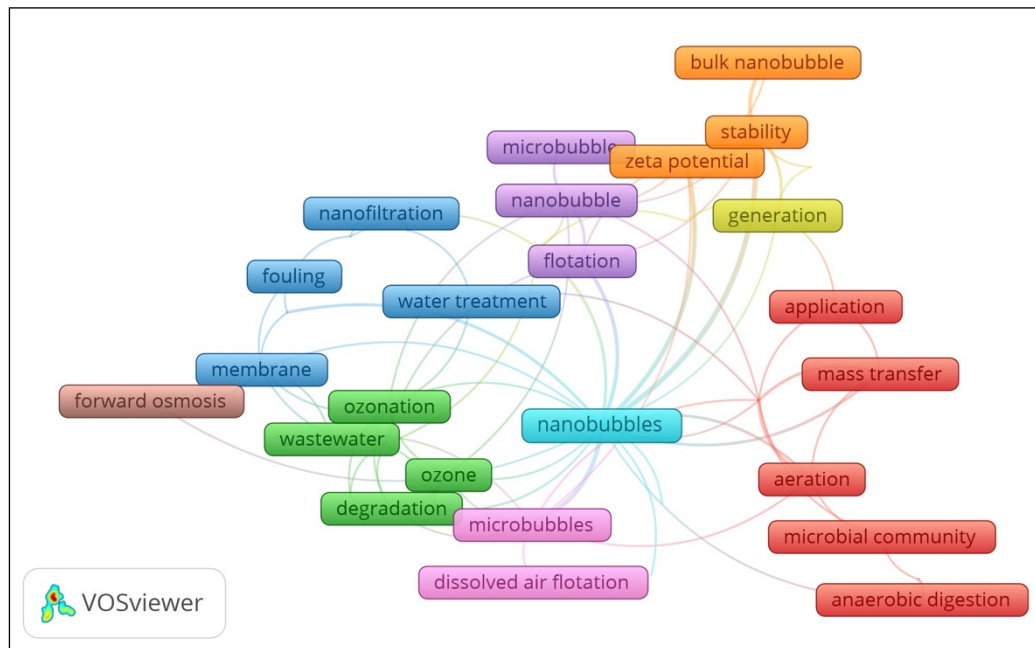 bulk nanobubble
stability
microbubble
zeta potential
nanobubble
nanofiltration
generation
flotation
fouling
water treatment
application
membrane
mass transfer
forward osmosis
ozonation
nanobubbles
wastewater
ozone
aeration
degradation
microbubbles
microbial community
dissolved air flotation
anaerobic digestion
VOSviewer